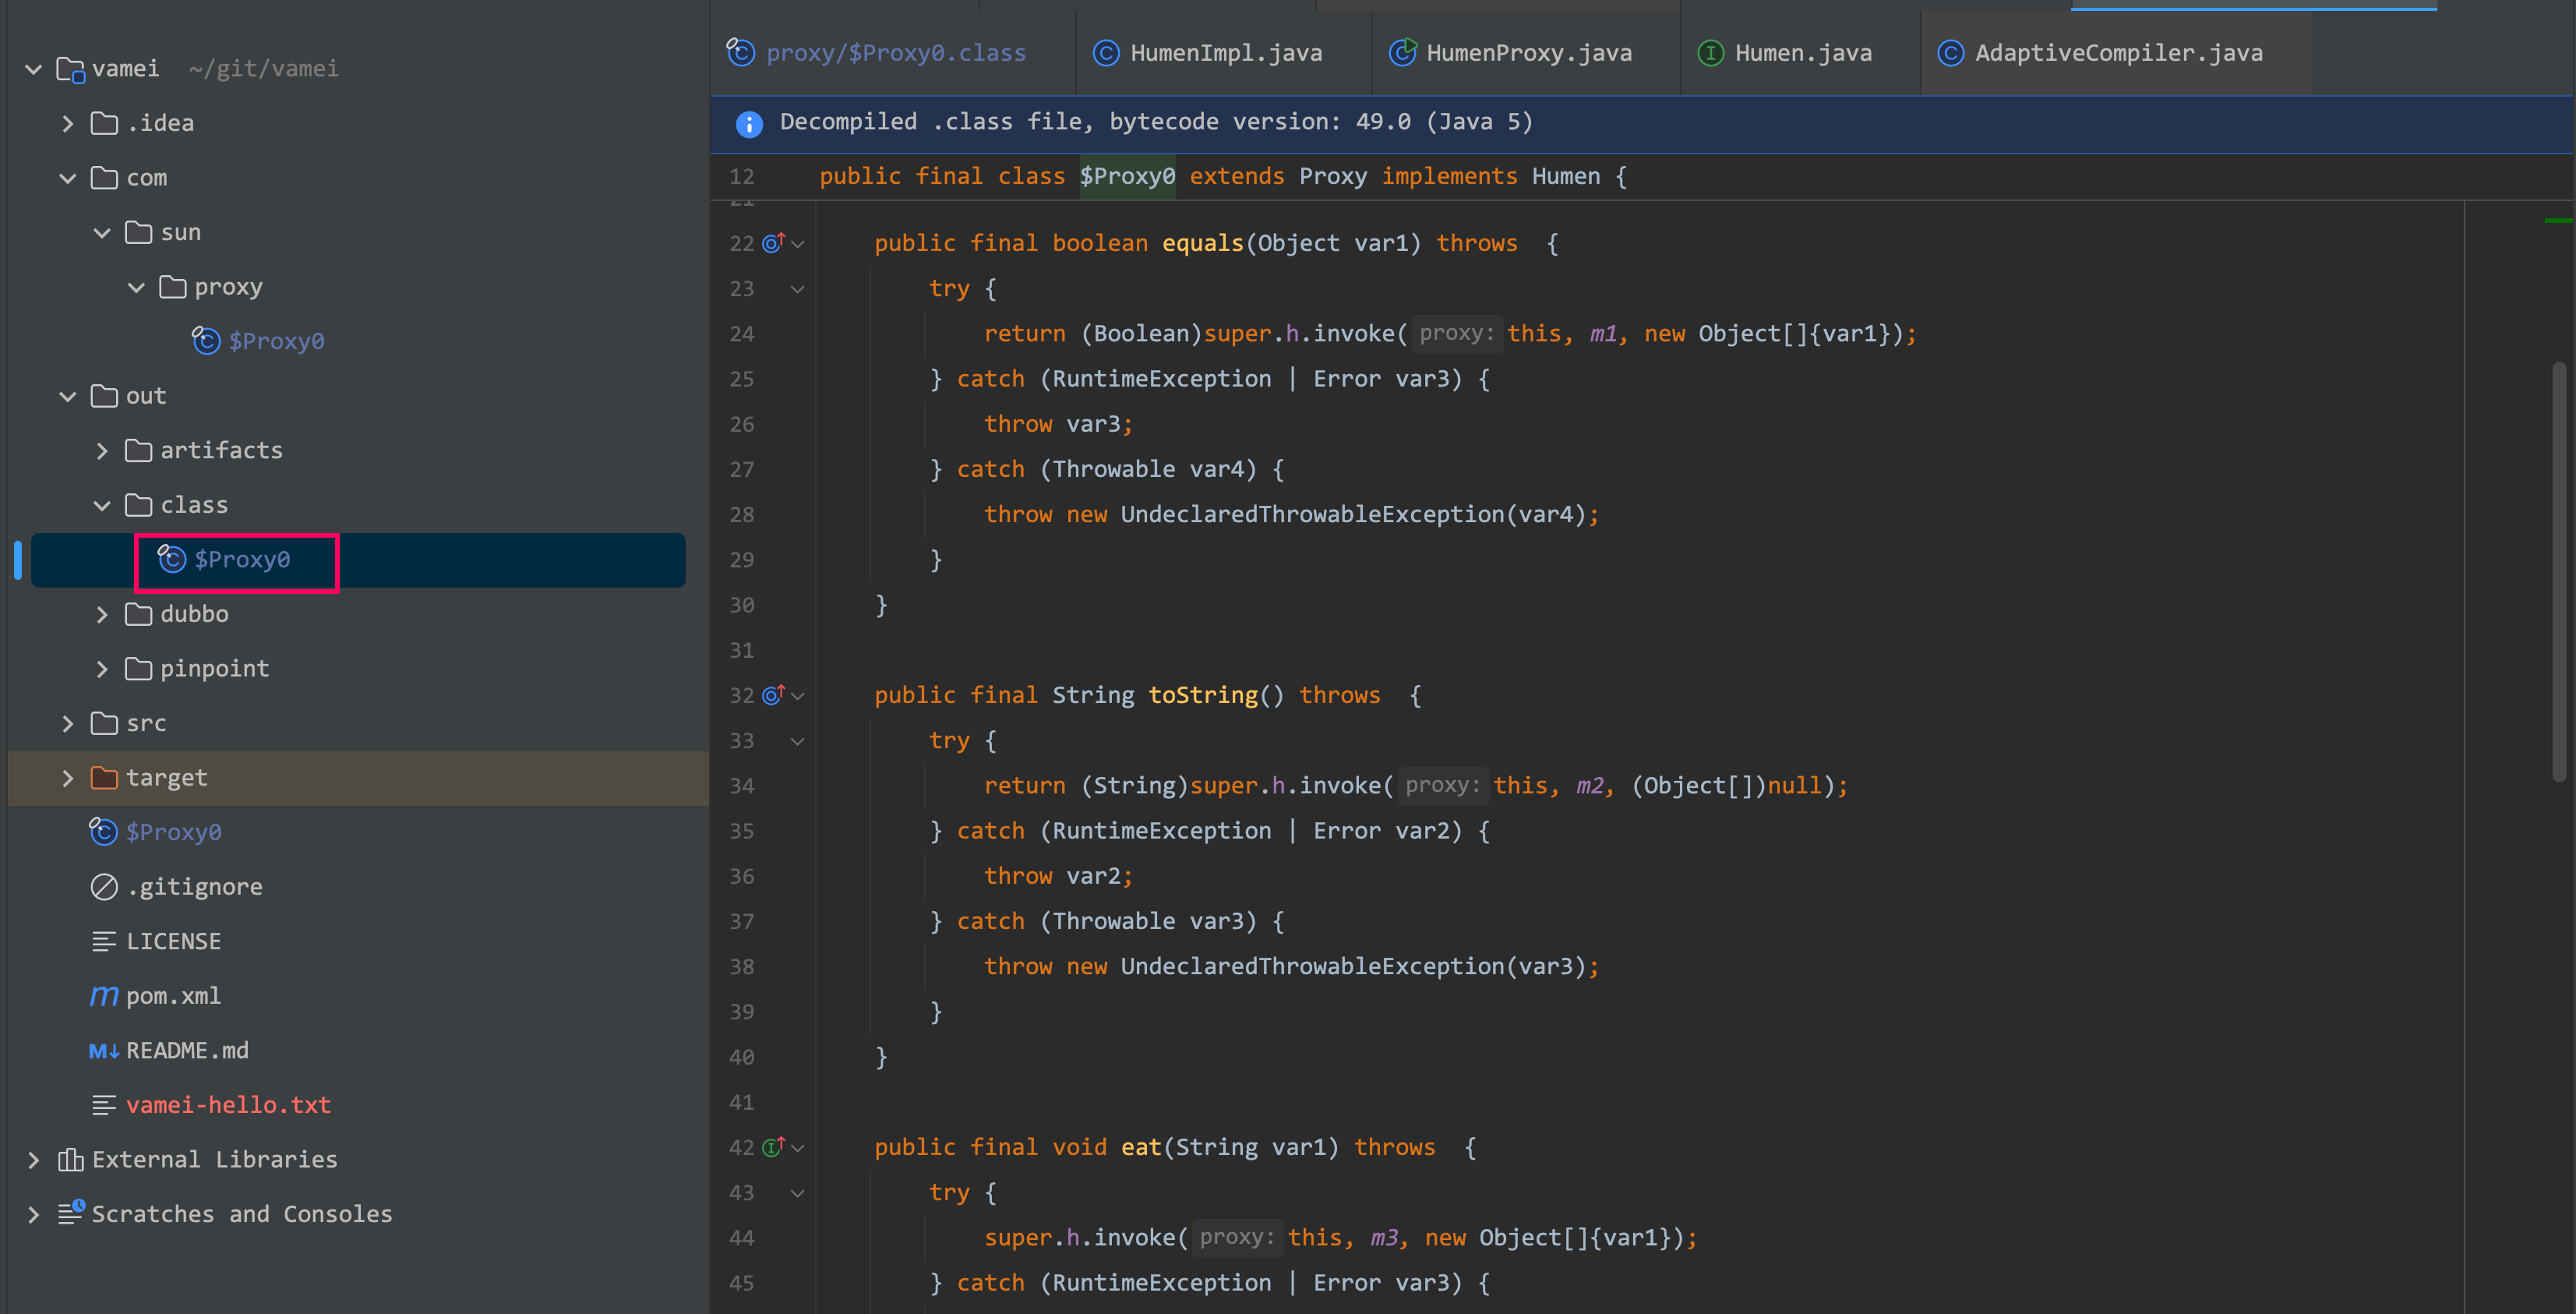 vamei ~/git/vamei
.idea
com
sun
proxy
$Proxy0
out
artifacts
class
$Proxy0
dubbo
pinpoint
src
target
$Proxy0
.gitignore
LICENSE
pom.xml
README.md
vamei-hello.txt
External Libraries
Scratches and Consoles
proxy/$Proxy0.class HumenImpl.java HumenProxy.java Humen.java AdaptiveCompiler.java
Decompiled .class file, bytecode version: 49.0 (Java 5)
12 public final class $Proxy0 extends Proxy implements Humen {
21
22 public final boolean equals(Object var1) throws  {
23 try {
24 return (Boolean)super.h.invoke( proxy: this, m1, new Object[]{var1});
25 } catch (RuntimeException | Error var3) {
26 throw var3;
27 } catch (Throwable var4) {
28 throw new UndeclaredThrowableException(var4);
29 }
30 }
31
32 public final String toString() throws  {
33 try {
34 return (String)super.h.invoke( proxy: this, m2, (Object[])null);
35 } catch (RuntimeException | Error var2) {
36 throw var2;
37 } catch (Throwable var3) {
38 throw new UndeclaredThrowableException(var3);
39 }
40 }
41
42 public final void eat(String var1) throws  {
43 try {
44 super.h.invoke( proxy: this, m3, new Object[]{var1});
45 } catch (RuntimeException | Error var3) {